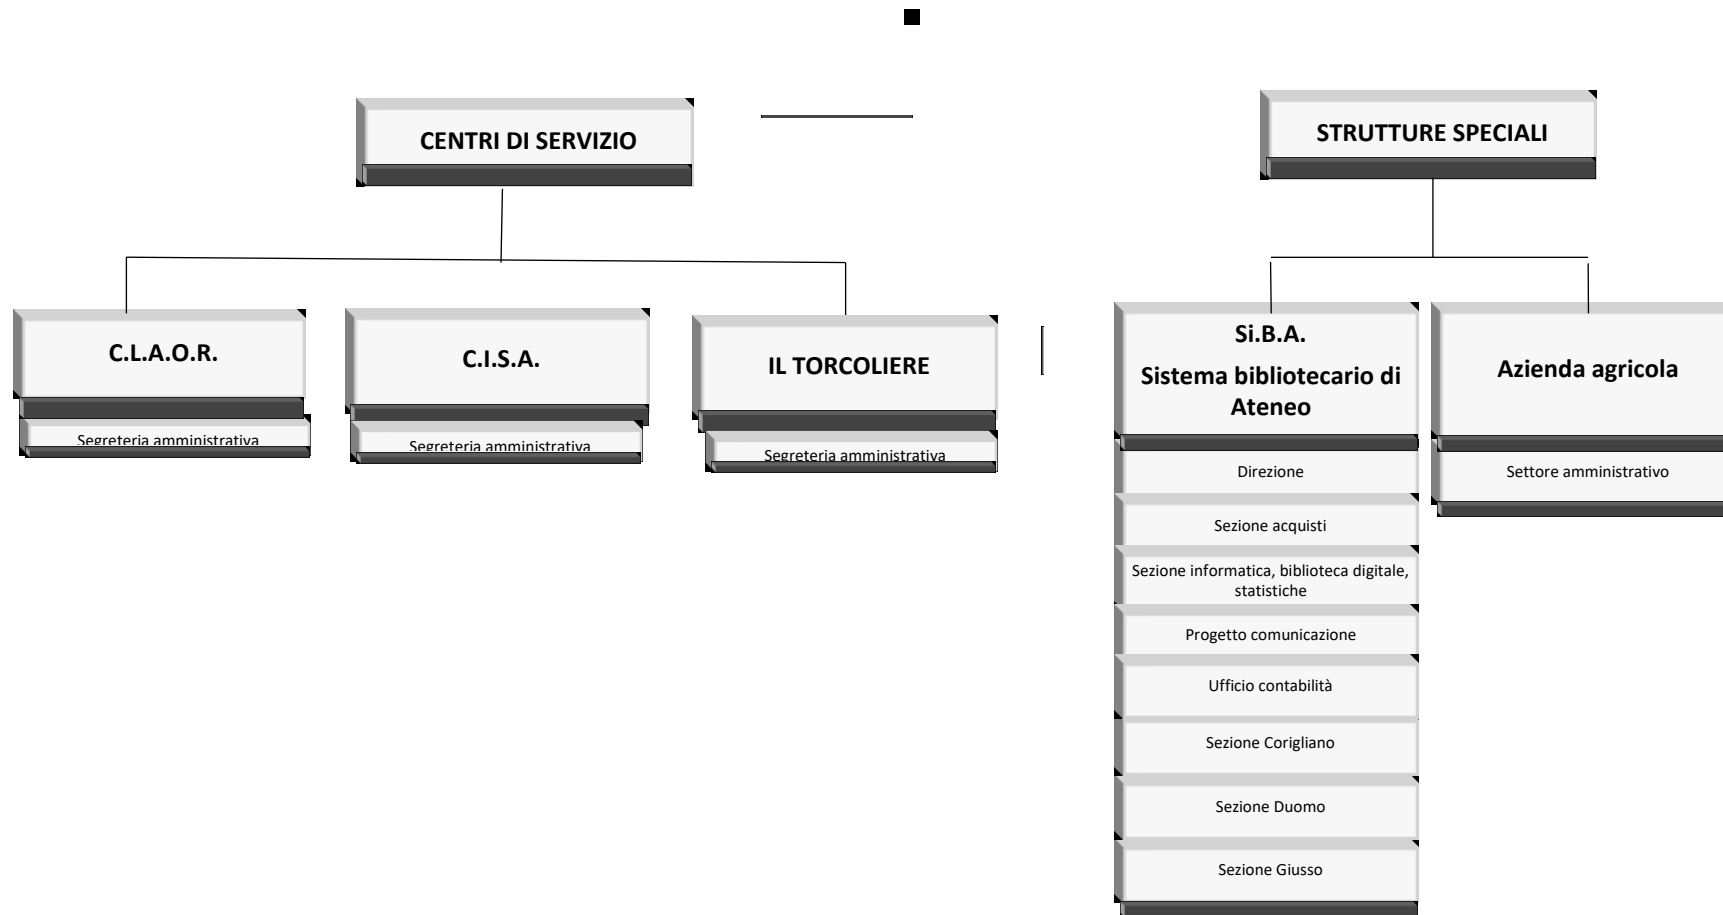 CENTRI DI SERVIZIO
C.L.A.O.R.
Segreteria amministrativa
C.I.S.A.
Segreteria amministrativa
IL TORCOLIERE
Segreteria amministrativa
STRUTTURE SPECIALI
Si.B.A.
Sistema bibliotecario di
Ateneo
Direzione
Sezione acquisti
Sezione informatica, biblioteca digitale,
statistiche
Progetto comunicazione
Ufficio contabilità
Sezione Corigliano
Sezione Duomo
Sezione Giusso
Azienda agricola
Settore amministrativo